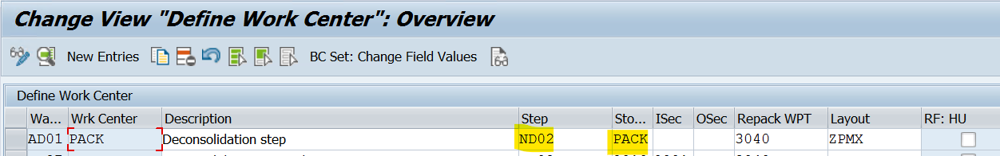 Change View "Define Work Center": Overview
New Entries BC Set: Change Field Values
Define Work Center
Wa... Wrk Center Description Step Sto... ISec OSec Repack WPT Layout RF: HU
AD01 PACK Deconsolidation step ND02 PACK 3040 ZPMX